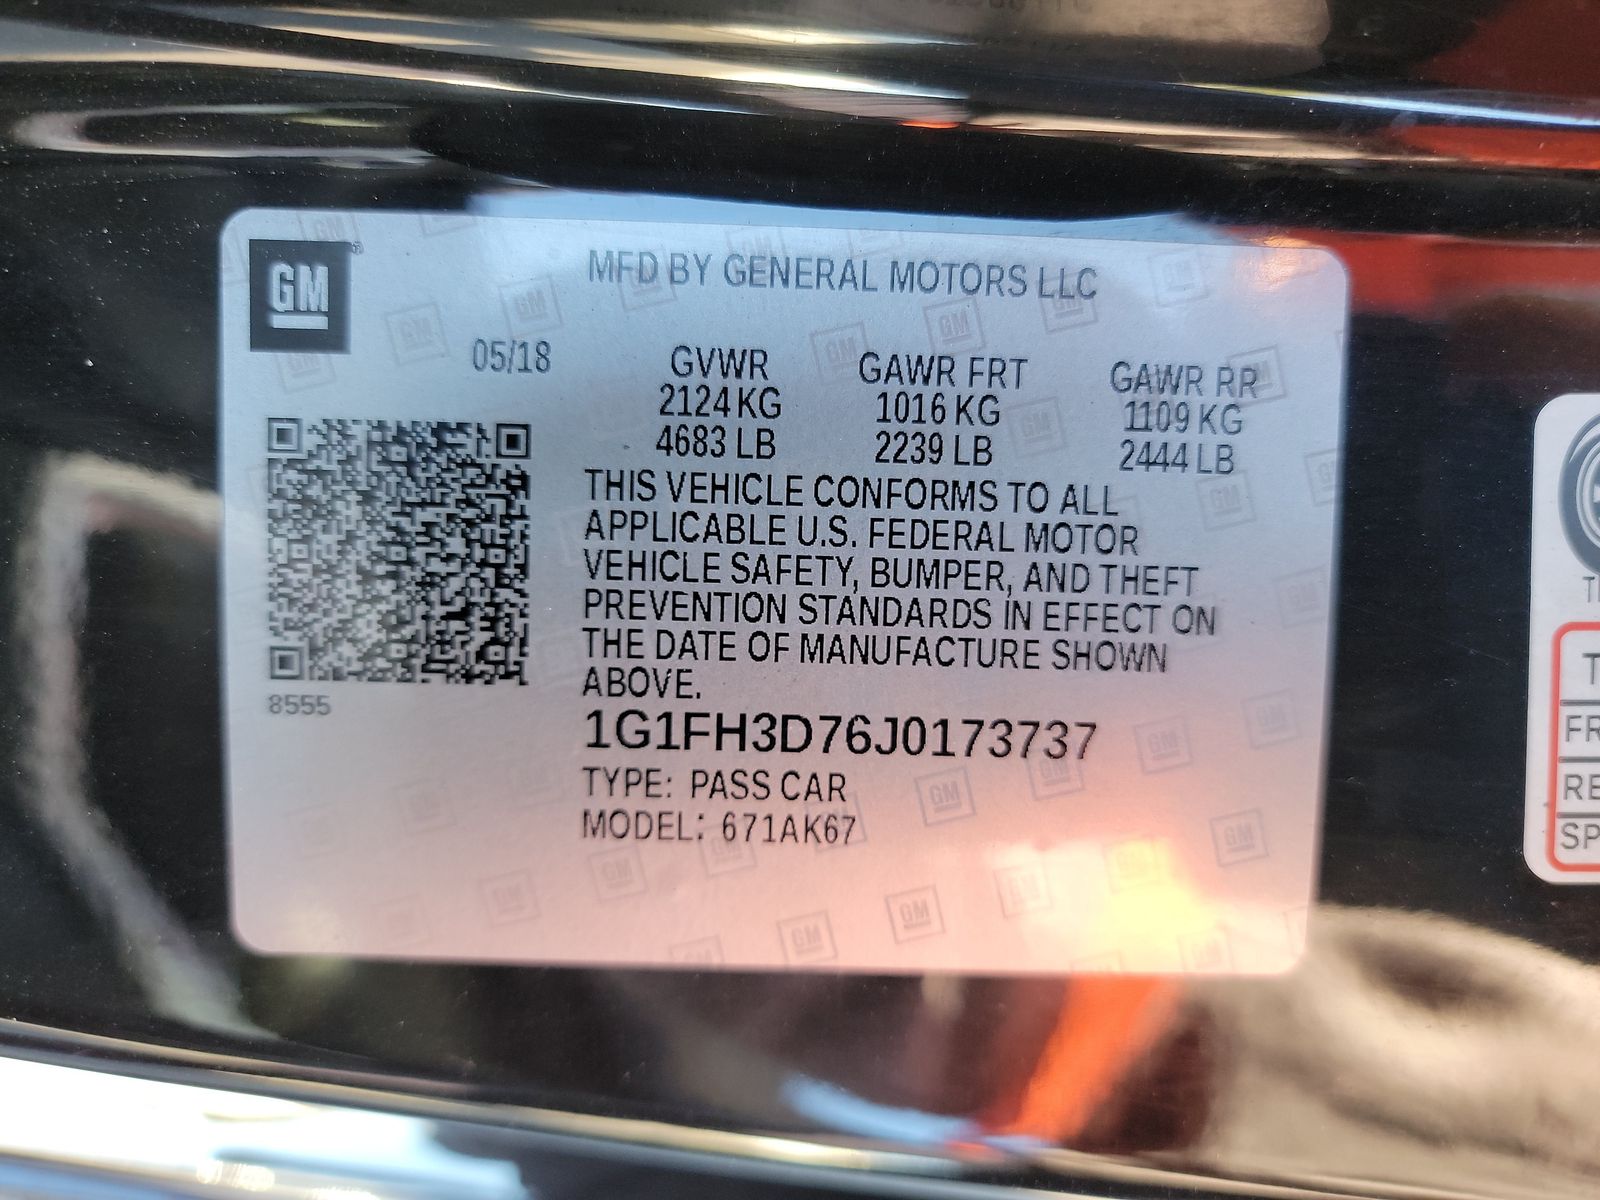 GM
MFD BY GENERAL MOTORS LLC
05/18
GVWR GAWR FRT GAWR RR
2124 KG 1016 KG 1109 KG
4683 LB 2239 LB 2444 LB
THIS VEHICLE CONFORMS TO ALL
APPLICABLE U.S. FEDERAL MOTOR
VEHICLE SAFETY, BUMPER, AND THEFT
PREVENTION STANDARDS IN EFFECT ON
THE DATE OF MANUFACTURE SHOWN
ABOVE.
8555
1G1FH3D76J0173737
TYPE: PASS CAR
MODEL: 671AK67